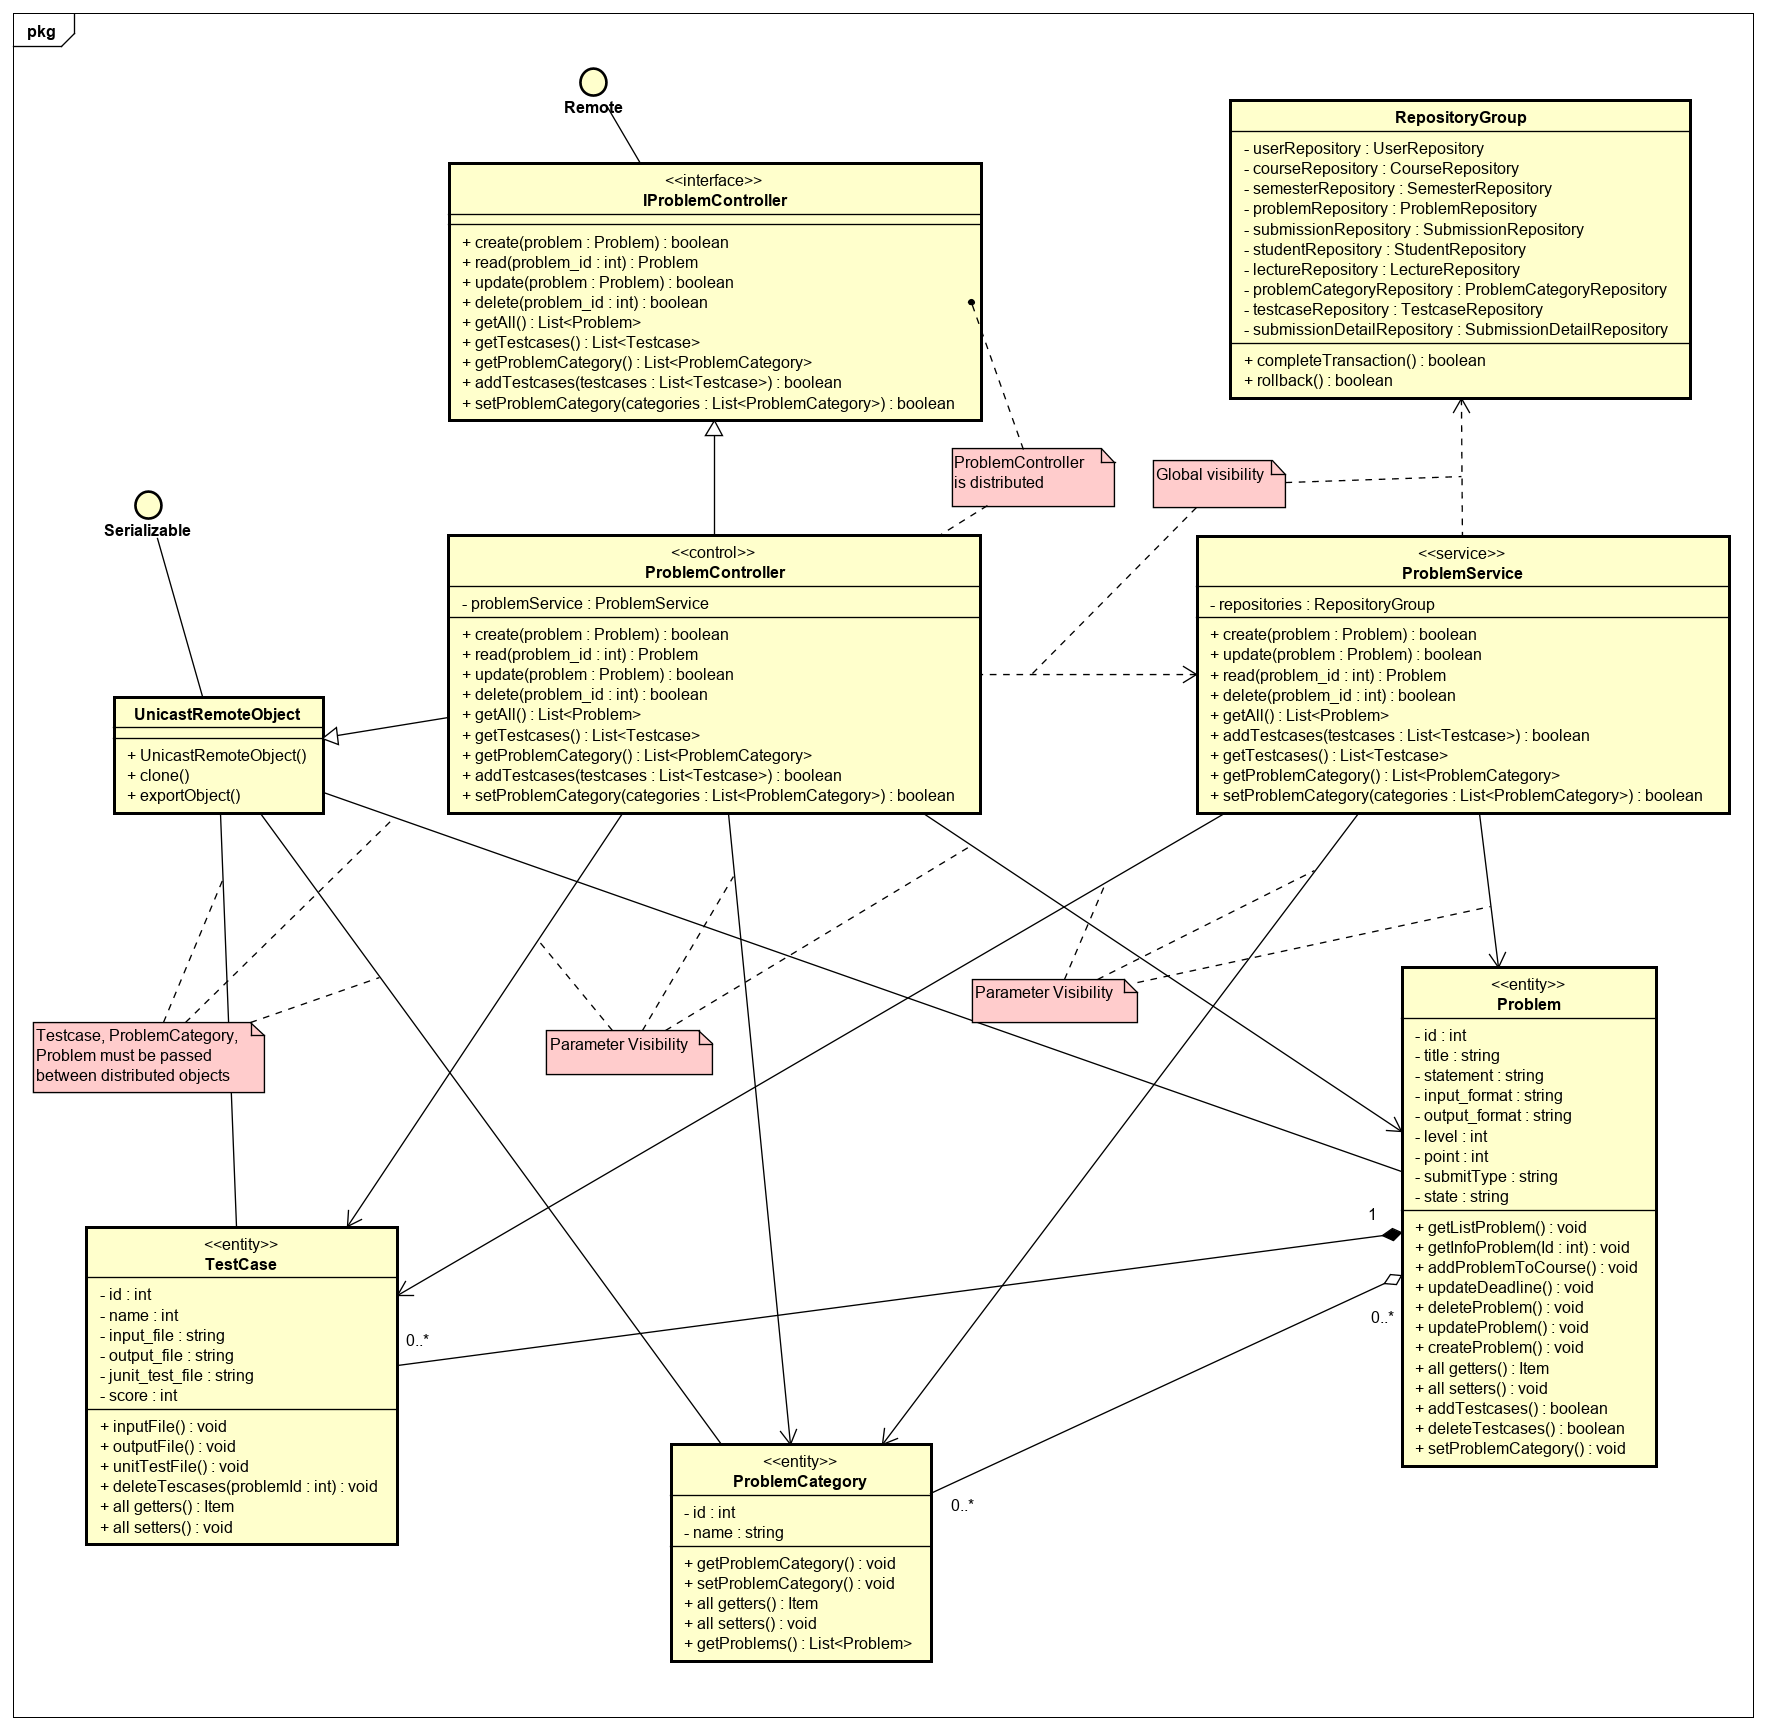 pkg
Remote
<<interface>>
IProblemController
+ create(problem : Problem) : boolean
+ read(problem_id : int) : Problem
+ update(problem : Problem) : boolean
+ delete(problem_id : int) : boolean
+ getAll() : List<Problem>
+ getTestcases() : List<Testcase>
+ getProblemCategory() : List<ProblemCategory>
+ addTestcases(testcases : List<Testcase>) : boolean
+ setProblemCategory(categories : List<ProblemCategory>) : boolean
RepositoryGroup
- userRepository : UserRepository
- courseRepository : CourseRepository
- semesterRepository : SemesterRepository
- problemRepository : ProblemRepository
- submissionRepository : SubmissionRepository
- studentRepository : StudentRepository
- lectureRepository : LectureRepository
- problemCategoryRepository : ProblemCategoryRepository
- testcaseRepository : TestcaseRepository
- submissionDetailRepository : SubmissionDetailRepository
+ completeTransaction() : boolean
+ rollback() : boolean
ProblemController
is distributed
Global visibility
Serializable
<<control>>
ProblemController
- problemService : ProblemService
+ create(problem : Problem) : boolean
+ read(problem_id : int) : Problem
+ update(problem : Problem) : boolean
+ delete(problem_id : int) : boolean
+ getAll() : List<Problem>
+ getTestcases() : List<Testcase>
+ getProblemCategory() : List<ProblemCategory>
+ addTestcases(testcases : List<Testcase>) : boolean
+ setProblemCategory(categories : List<ProblemCategory>) : boolean
<<service>>
ProblemService
- repositories : RepositoryGroup
+ create(problem : Problem) : boolean
+ update(problem : Problem) : boolean
+ read(problem_id : int) : Problem
+ delete(problem_id : int) : boolean
+ getAll() : List<Problem>
+ addTestcases(testcases : List<Testcase>) : boolean
+ getTestcases() : List<Testcase>
+ getProblemCategory() : List<ProblemCategory>
+ setProblemCategory(categories : List<ProblemCategory>) : boolean
UnicastRemoteObject
+ UnicastRemoteObject()
+ clone()
+ exportObject()
Testcase, ProblemCategory,
Problem must be passed
between distributed objects
Parameter Visibility
Parameter Visibility
<<entity>>
Problem
- id : int
- title : string
- statement : string
- input_format : string
- output_format : string
- level : int
- point : int
- submitType : string
- state : string
+ getListProblem() : void
+ getInfoProblem(Id : int) : void
+ addProblemToCourse() : void
+ updateDeadline() : void
+ deleteProblem() : void
+ updateProblem() : void
+ createProblem() : void
+ all getters() : Item
+ all setters() : void
+ addTestcases() : boolean
+ deleteTestcases() : boolean
+ setProblemCategory() : void
1
0..*
0..*
0..*
<<entity>>
TestCase
- id : int
- name : int
- input_file : string
- output_file : string
- junit_test_file : string
- score : int
+ inputFile() : void
+ outputFile() : void
+ unitTestFile() : void
+ deleteTescases(problemId : int) : void
+ all getters() : Item
+ all setters() : void
<<entity>>
ProblemCategory
- id : int
- name : string
+ getProblemCategory() : void
+ setProblemCategory() : void
+ all getters() : Item
+ all setters() : void
+ getProblems() : List<Problem>